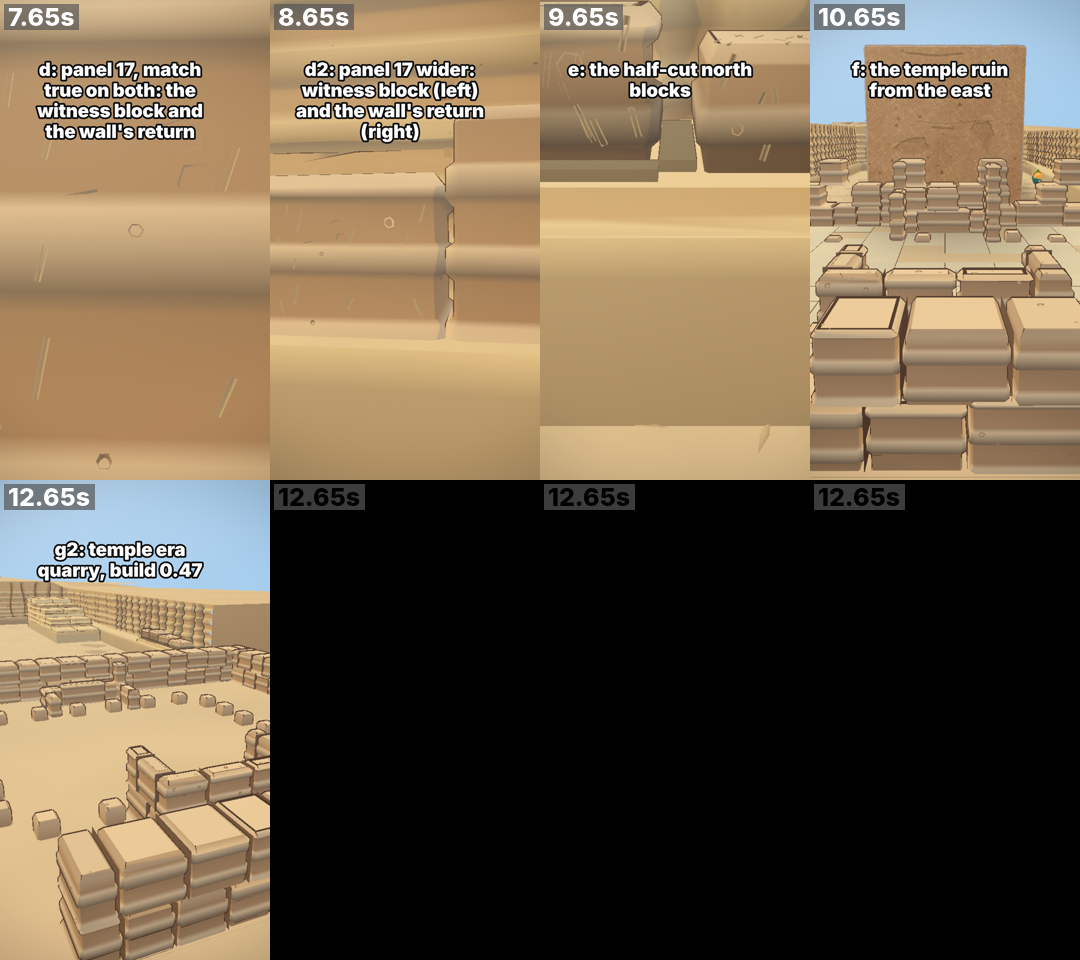 7.65s
d: panel 17, match
true on both: the
witness block and
the wall's return
8.65s
d2: panel 17 wider:
witness block (left)
and the wall's return
(right)
9.65s
e: the half-cut north
blocks
10.65s
f: the temple ruin
from the east
12.65s
g2: temple era
quarry, build 0.47
12.65s
12.65s
12.65s